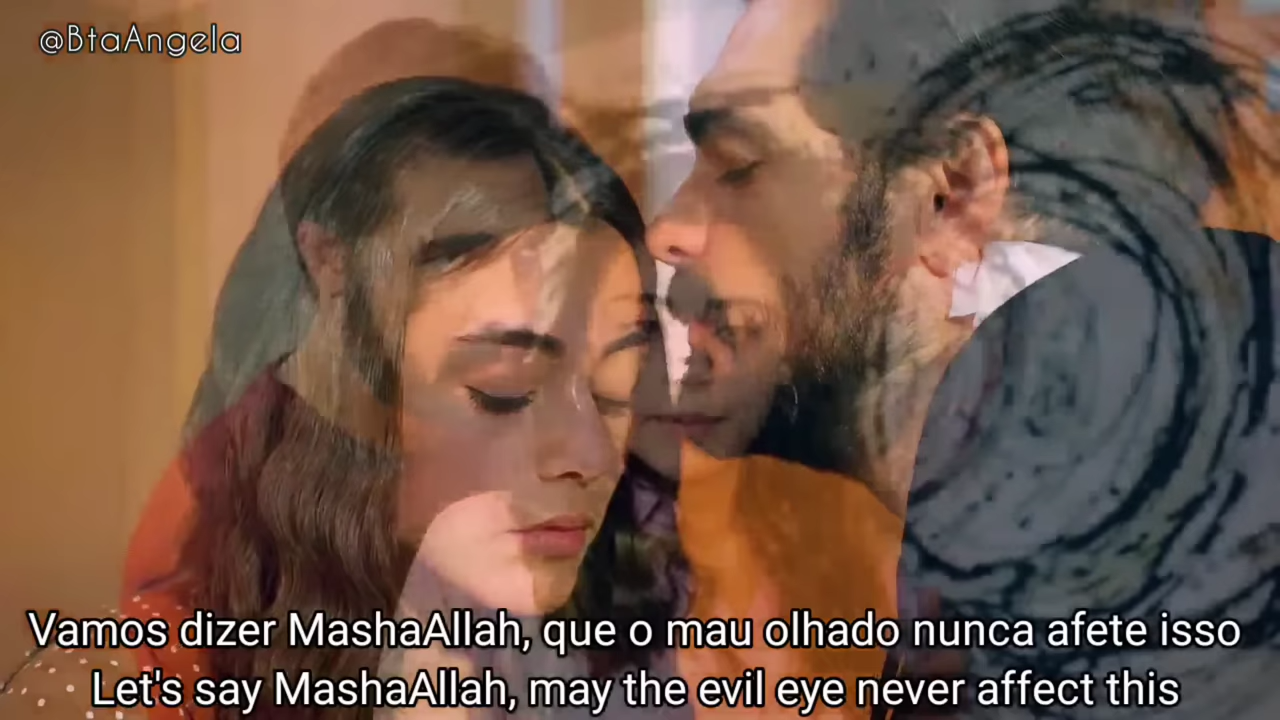 @BtaAngela
Vamos dizer MashaAllah, que o mau olhado nunca afete isso
Let's say MashaAllah, may the evil eye never affect this